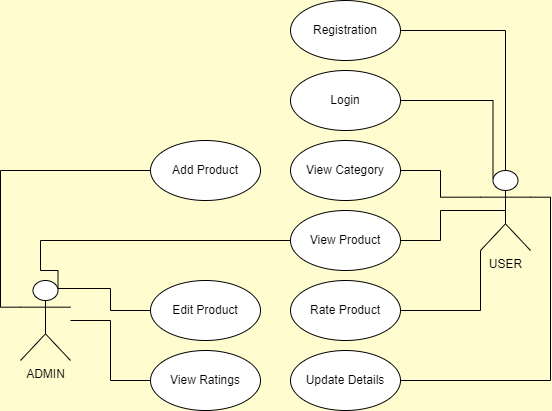 Registration
Login
Add Product
View Category
View Product
USER
Edit Product
Rate Product
ADMIN
View Ratings
Update Details